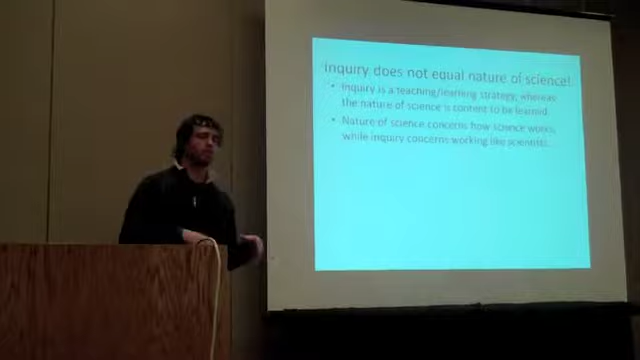 Inquiry does not equal nature of science!
• Inquiry is a teaching/learning strategy, whereas
the nature of science is content to be learned.
• Nature of science concerns how science works,
while inquiry concerns working like scientists.